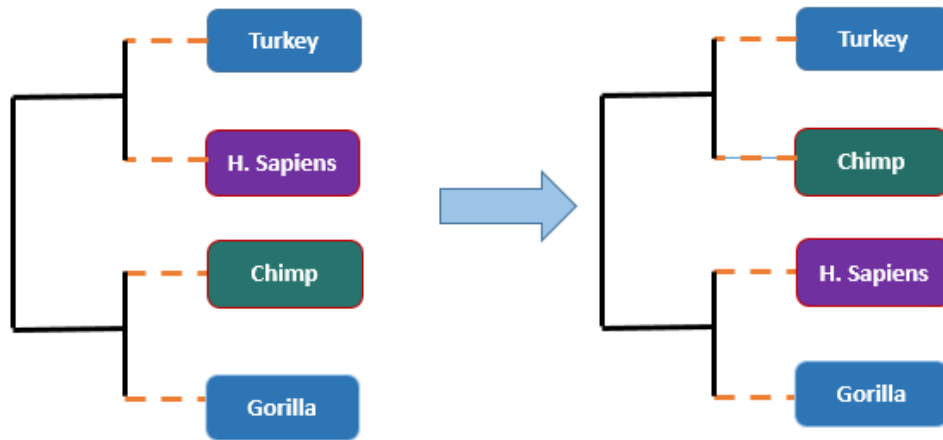 Turkey
H. Sapiens
Chimp
Gorilla
Turkey
Chimp
H. Sapiens
Gorilla